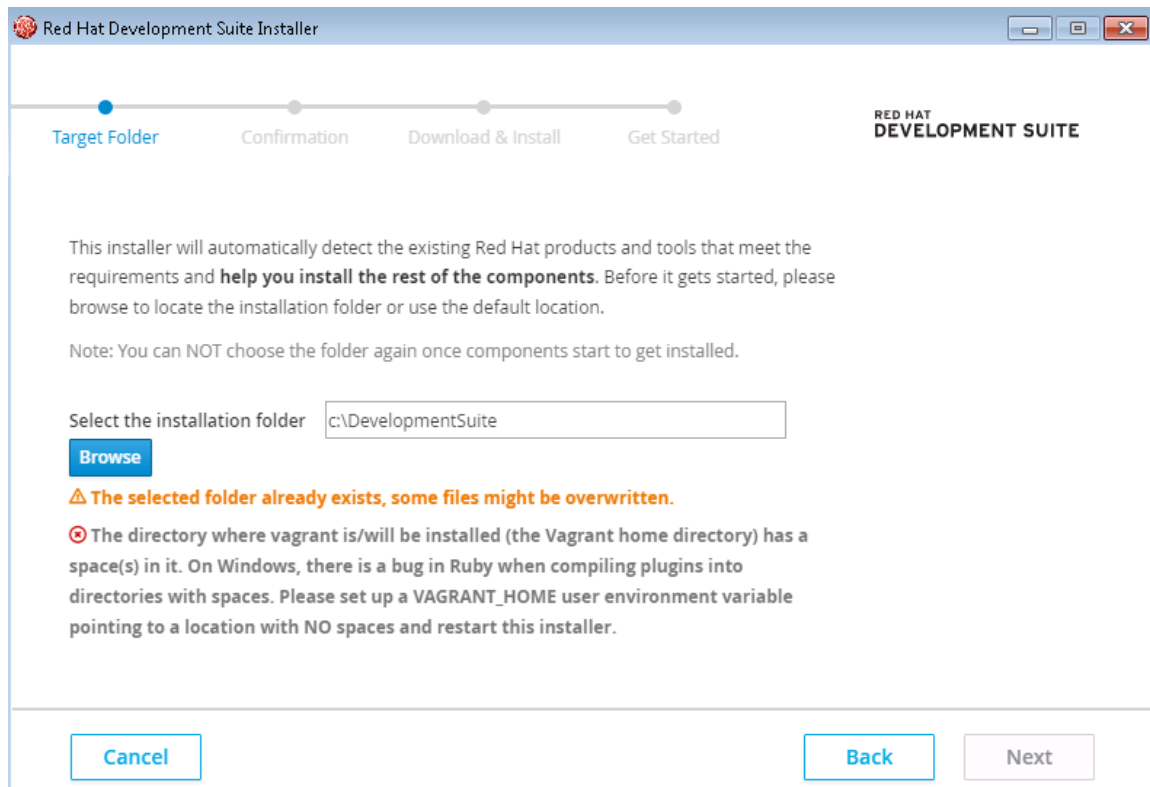 Red Hat Development Suite Installer
Target Folder
Confirmation
Download & Install
Get Started
RED HAT
DEVELOPMENT SUITE
This installer will automatically detect the existing Red Hat products and tools that meet the
requirements and help you install the rest of the components. Before it gets started, please
browse to locate the installation folder or use the default location.
Note: You can NOT choose the folder again once components start to get installed.
Select the installation folder
c:\DevelopmentSuite
Browse
The selected folder already exists, some files might be overwritten.
The directory where vagrant is/will be installed (the Vagrant home directory) has a
space(s) in it. On Windows, there is a bug in Ruby when compiling plugins into
directories with spaces. Please set up a VAGRANT_HOME user environment variable
pointing to a location with NO spaces and restart this installer.
Cancel
Back
Next